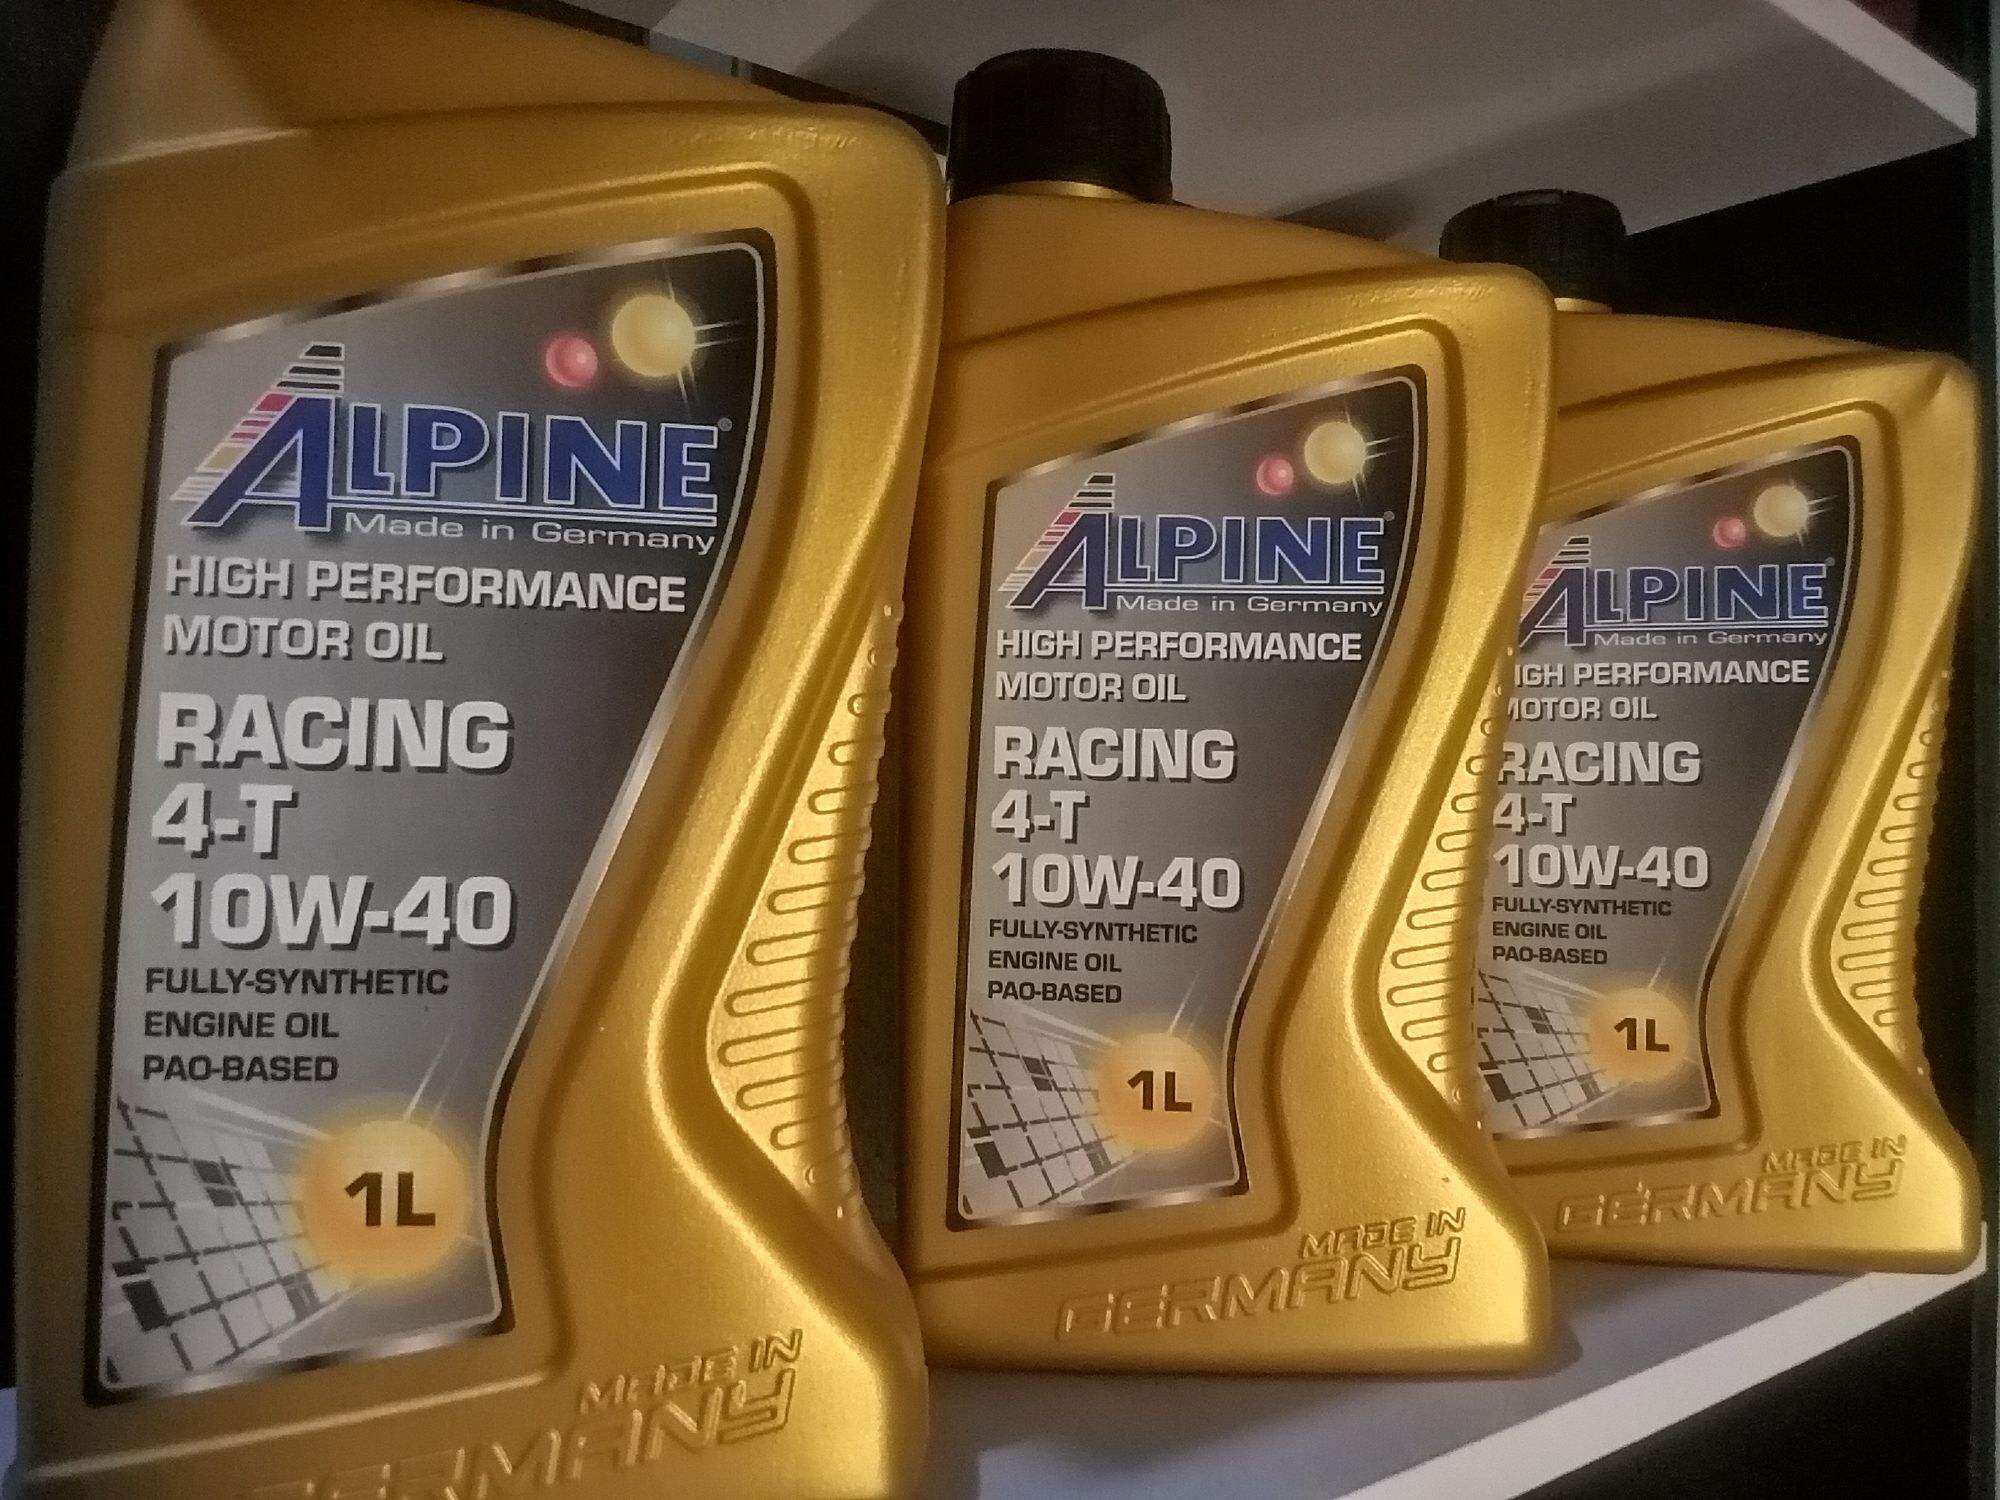 ALPINE®
Made in Germany
HIGH PERFORMANCE
MOTOR OIL
RACING
4-T
10W-40
FULLY-SYNTHETIC
ENGINE OIL
PAO-BASED
1L
MADE IN
GERMANY
ALPINE®
Made in Germany
HIGH PERFORMANCE
MOTOR OIL
RACING
4-T
10W-40
FULLY-SYNTHETIC
ENGINE OIL
PAO-BASED
1L
MADE IN
GERMANY
ALPINE®
Made in Germany
HIGH PERFORMANCE
MOTOR OIL
RACING
4-T
10W-40
FULLY-SYNTHETIC
ENGINE OIL
PAO-BASED
1L
MADE IN
GERMANY